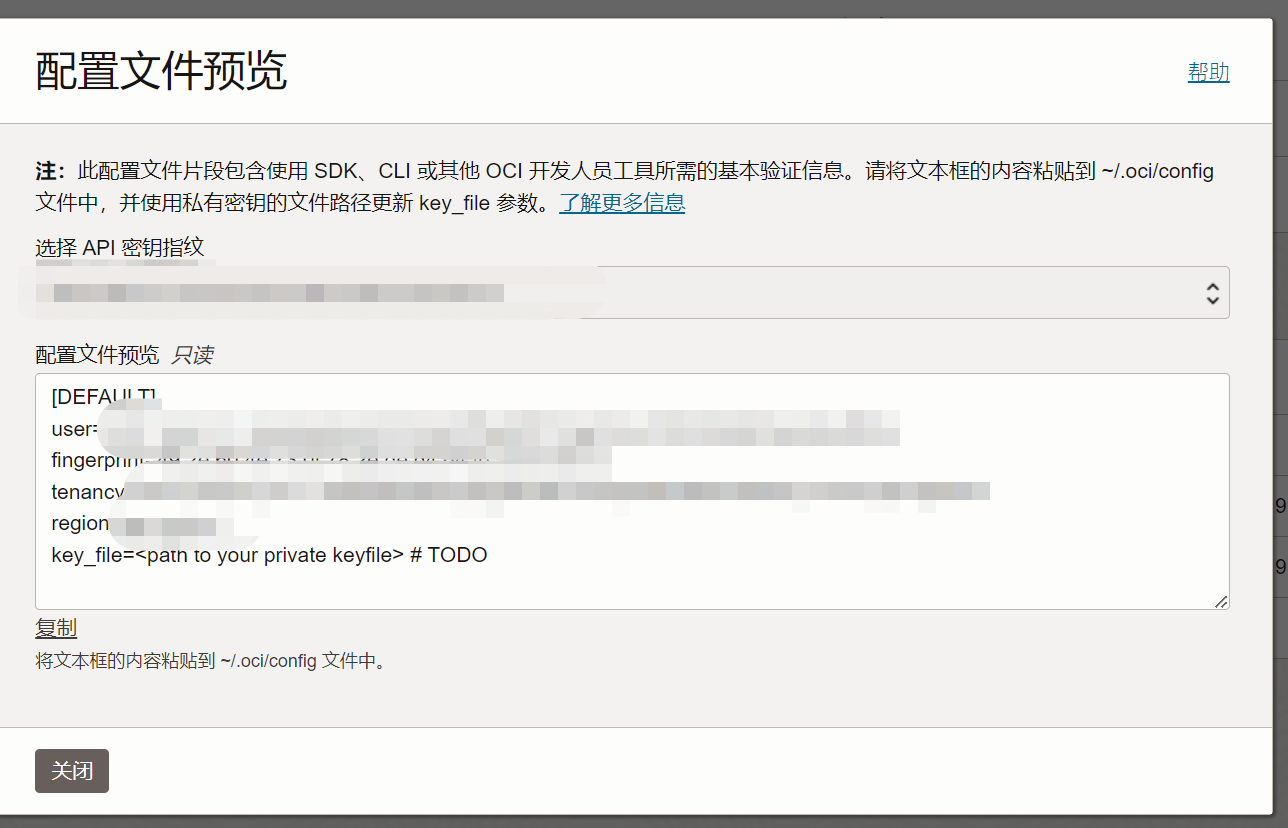 配置文件预览
帮助
注：此配置文件片段包含使用 SDK、CLI 或其他 OCI 开发人员工具所需的基本验证信息。请将文本框的内容粘贴到 ~/.oci/config
文件中，并使用私有密钥的文件路径更新 key_file 参数。了解更多信息
选择 API 密钥指纹
配置文件预览 只读
[DEFAULT]
user=
fingerprint=
tenancy
region
key_file=<path to your private keyfile> # TODO
复制
将文本框的内容粘贴到 ~/.oci/config 文件中。
关闭
9
9